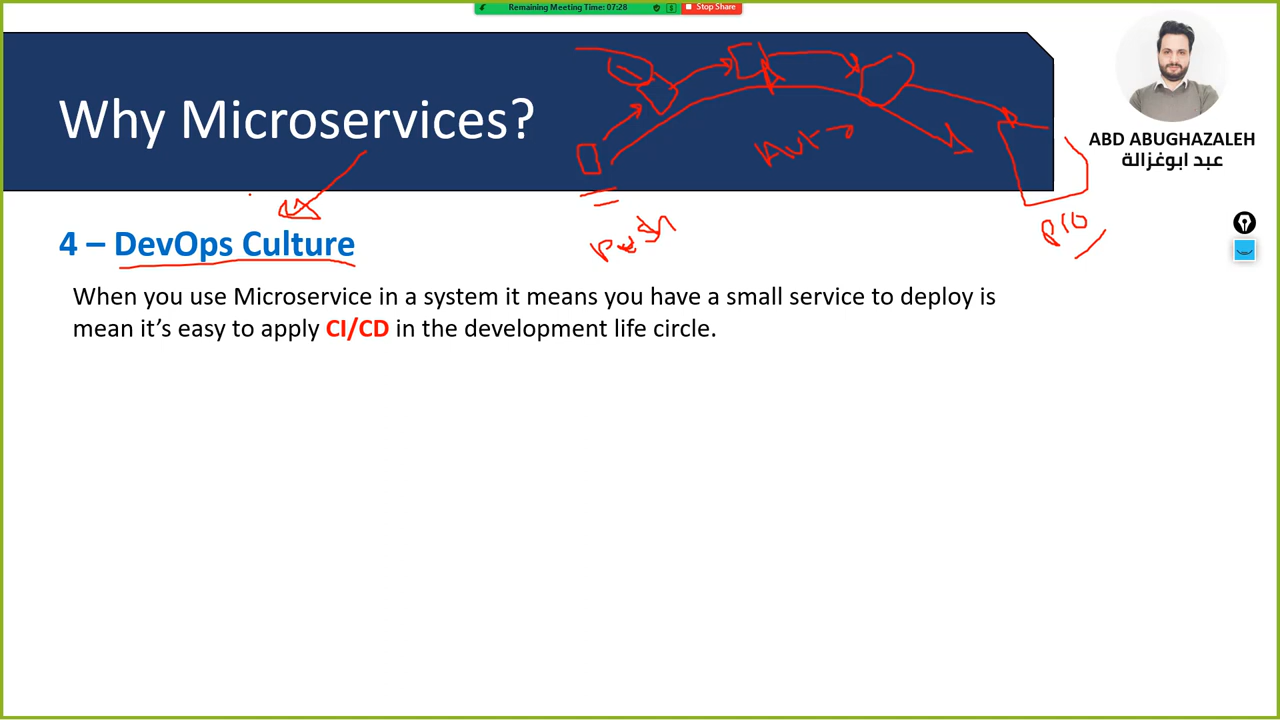 Remaining Meeting Time: 07:28
Stop Share
Why Microservices?
ABD ABUGHAZALEH
عبد ابوغزالة
Push
4 – DevOps Culture
When you use Microservice in a system it means you have a small service to deploy is
mean it’s easy to apply CI/CD in the development life circle.